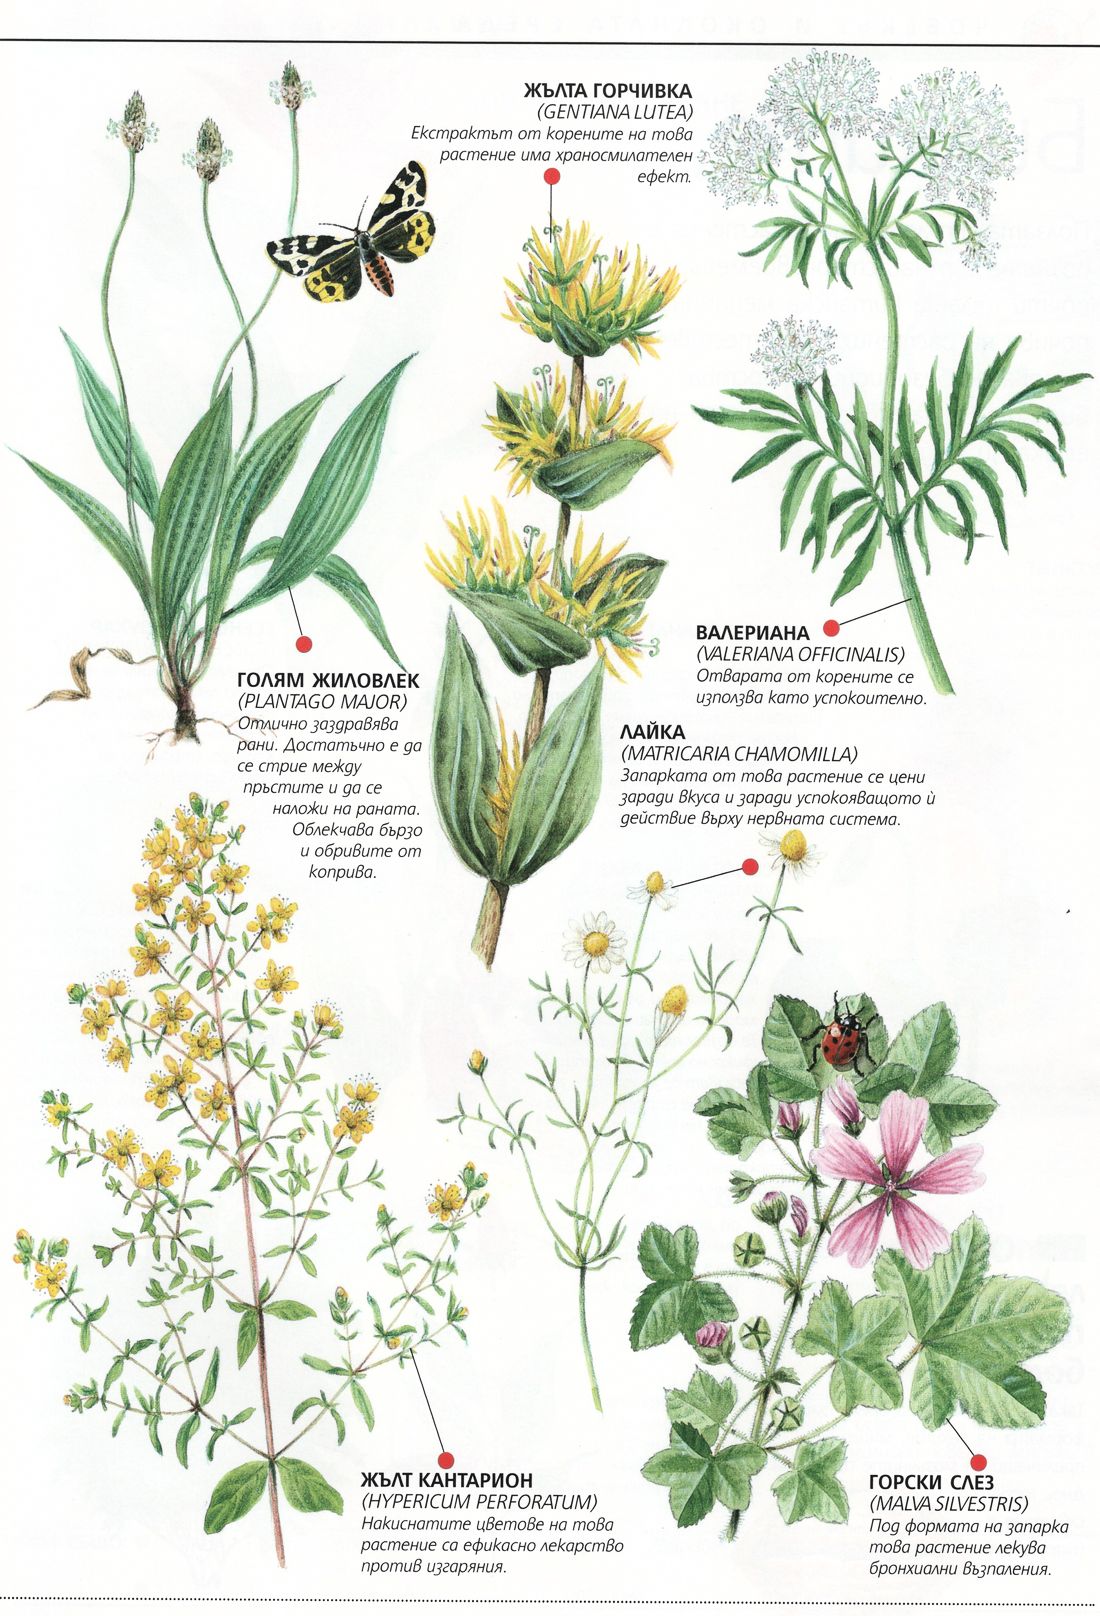 ЖЪЛТА ГОРЧИВКА
(GENTIANA LUTEA)
Екстрактът от корените на това
растение има храносмилателен
ефект.
ВАЛЕРИАНА
(VALERIANA OFFICINALIS)
Отварата от корените се
използва като успокоително.
ГОЛЯМ ЖИЛОВЛЕК
(PLANTAGO MAJOR)
Отлично заздравява
рани. Достатъчно е да
се стрие между
пръстите и да се
наложи на раната.
Облекчава бързо
и обривите от
коприва.
ЛАЙКА
(MATRICARIA CHAMOMILLA)
Запарката от това растение се цени
заради вкуса и заради успокояващото ѝ
действие върху нервната система.
ЖЪЛТ КАНТАРИОН
(HYPERICUM PERFORATUM)
Накиснатите цветове на това
растение са ефикасно лекарство
против изгаряния.
ГОРСКИ СЛЕЗ
(MALVA SILVESTRIS)
Под формата на запарка
това растение лекува
бронхиални възпаления.